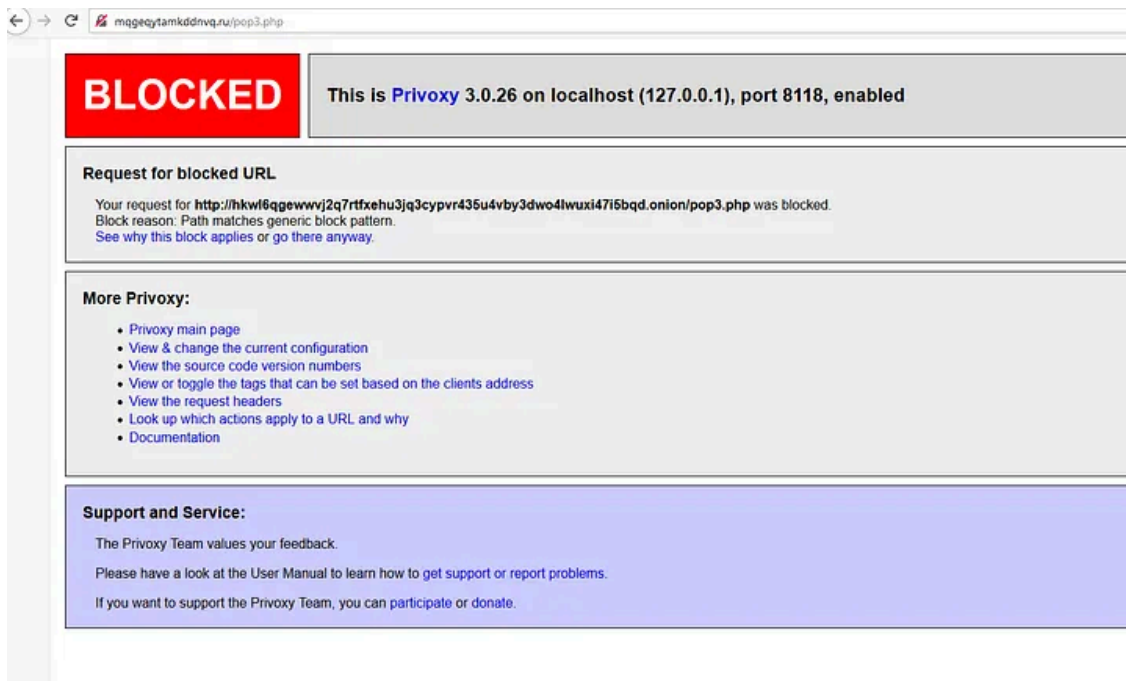 mqgeqytamkddnvq.ru/pop3.php
BLOCKED
This is Privoxy 3.0.26 on localhost (127.0.0.1), port 8118, enabled
Request for blocked URL
Your request for http://hkwl6qgewwvj2q7rtfxehu3jq3cypvr435u4vby3dwo4lwuxi47i5bqd.onion/pop3.php was blocked.
Block reason: Path matches generic block pattern.
See why this block applies or go there anyway.
More Privoxy:
• Privoxy main page
• View & change the current configuration
• View the source code version numbers
• View or toggle the tags that can be set based on the clients address
• View the request headers
• Look up which actions apply to a URL and why
• Documentation
Support and Service:
The Privoxy Team values your feedback.
Please have a look at the User Manual to learn how to get support or report problems.
If you want to support the Privoxy Team, you can participate or donate.